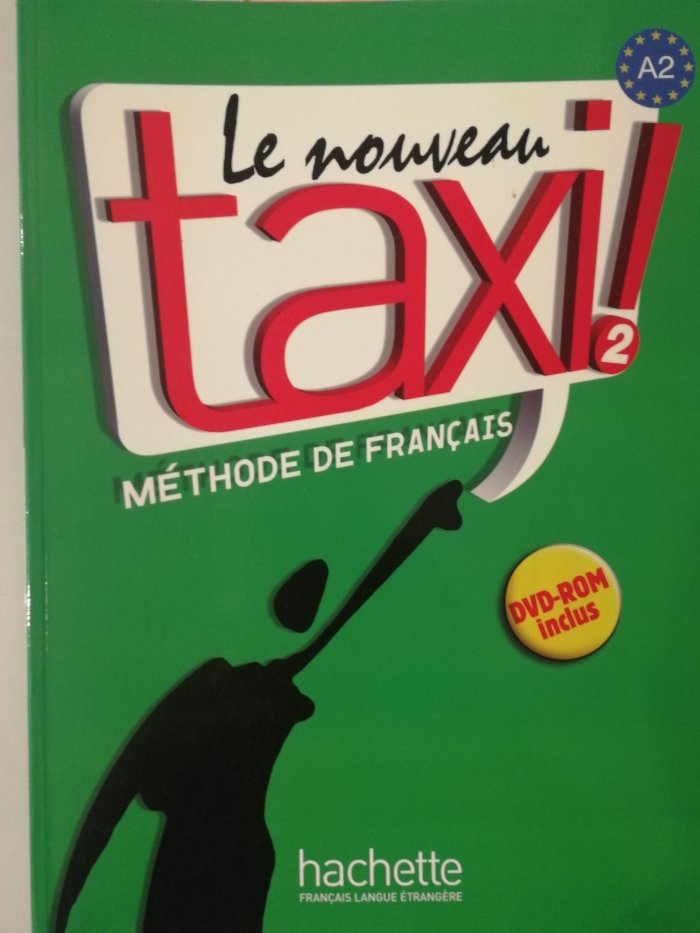 A2
Le nouveau
taxi!
2
MÉTHODE DE FRANÇAIS
DVD-ROM
inclus
hachette
FRANÇAIS LANGUE ÉTRANGÈRE